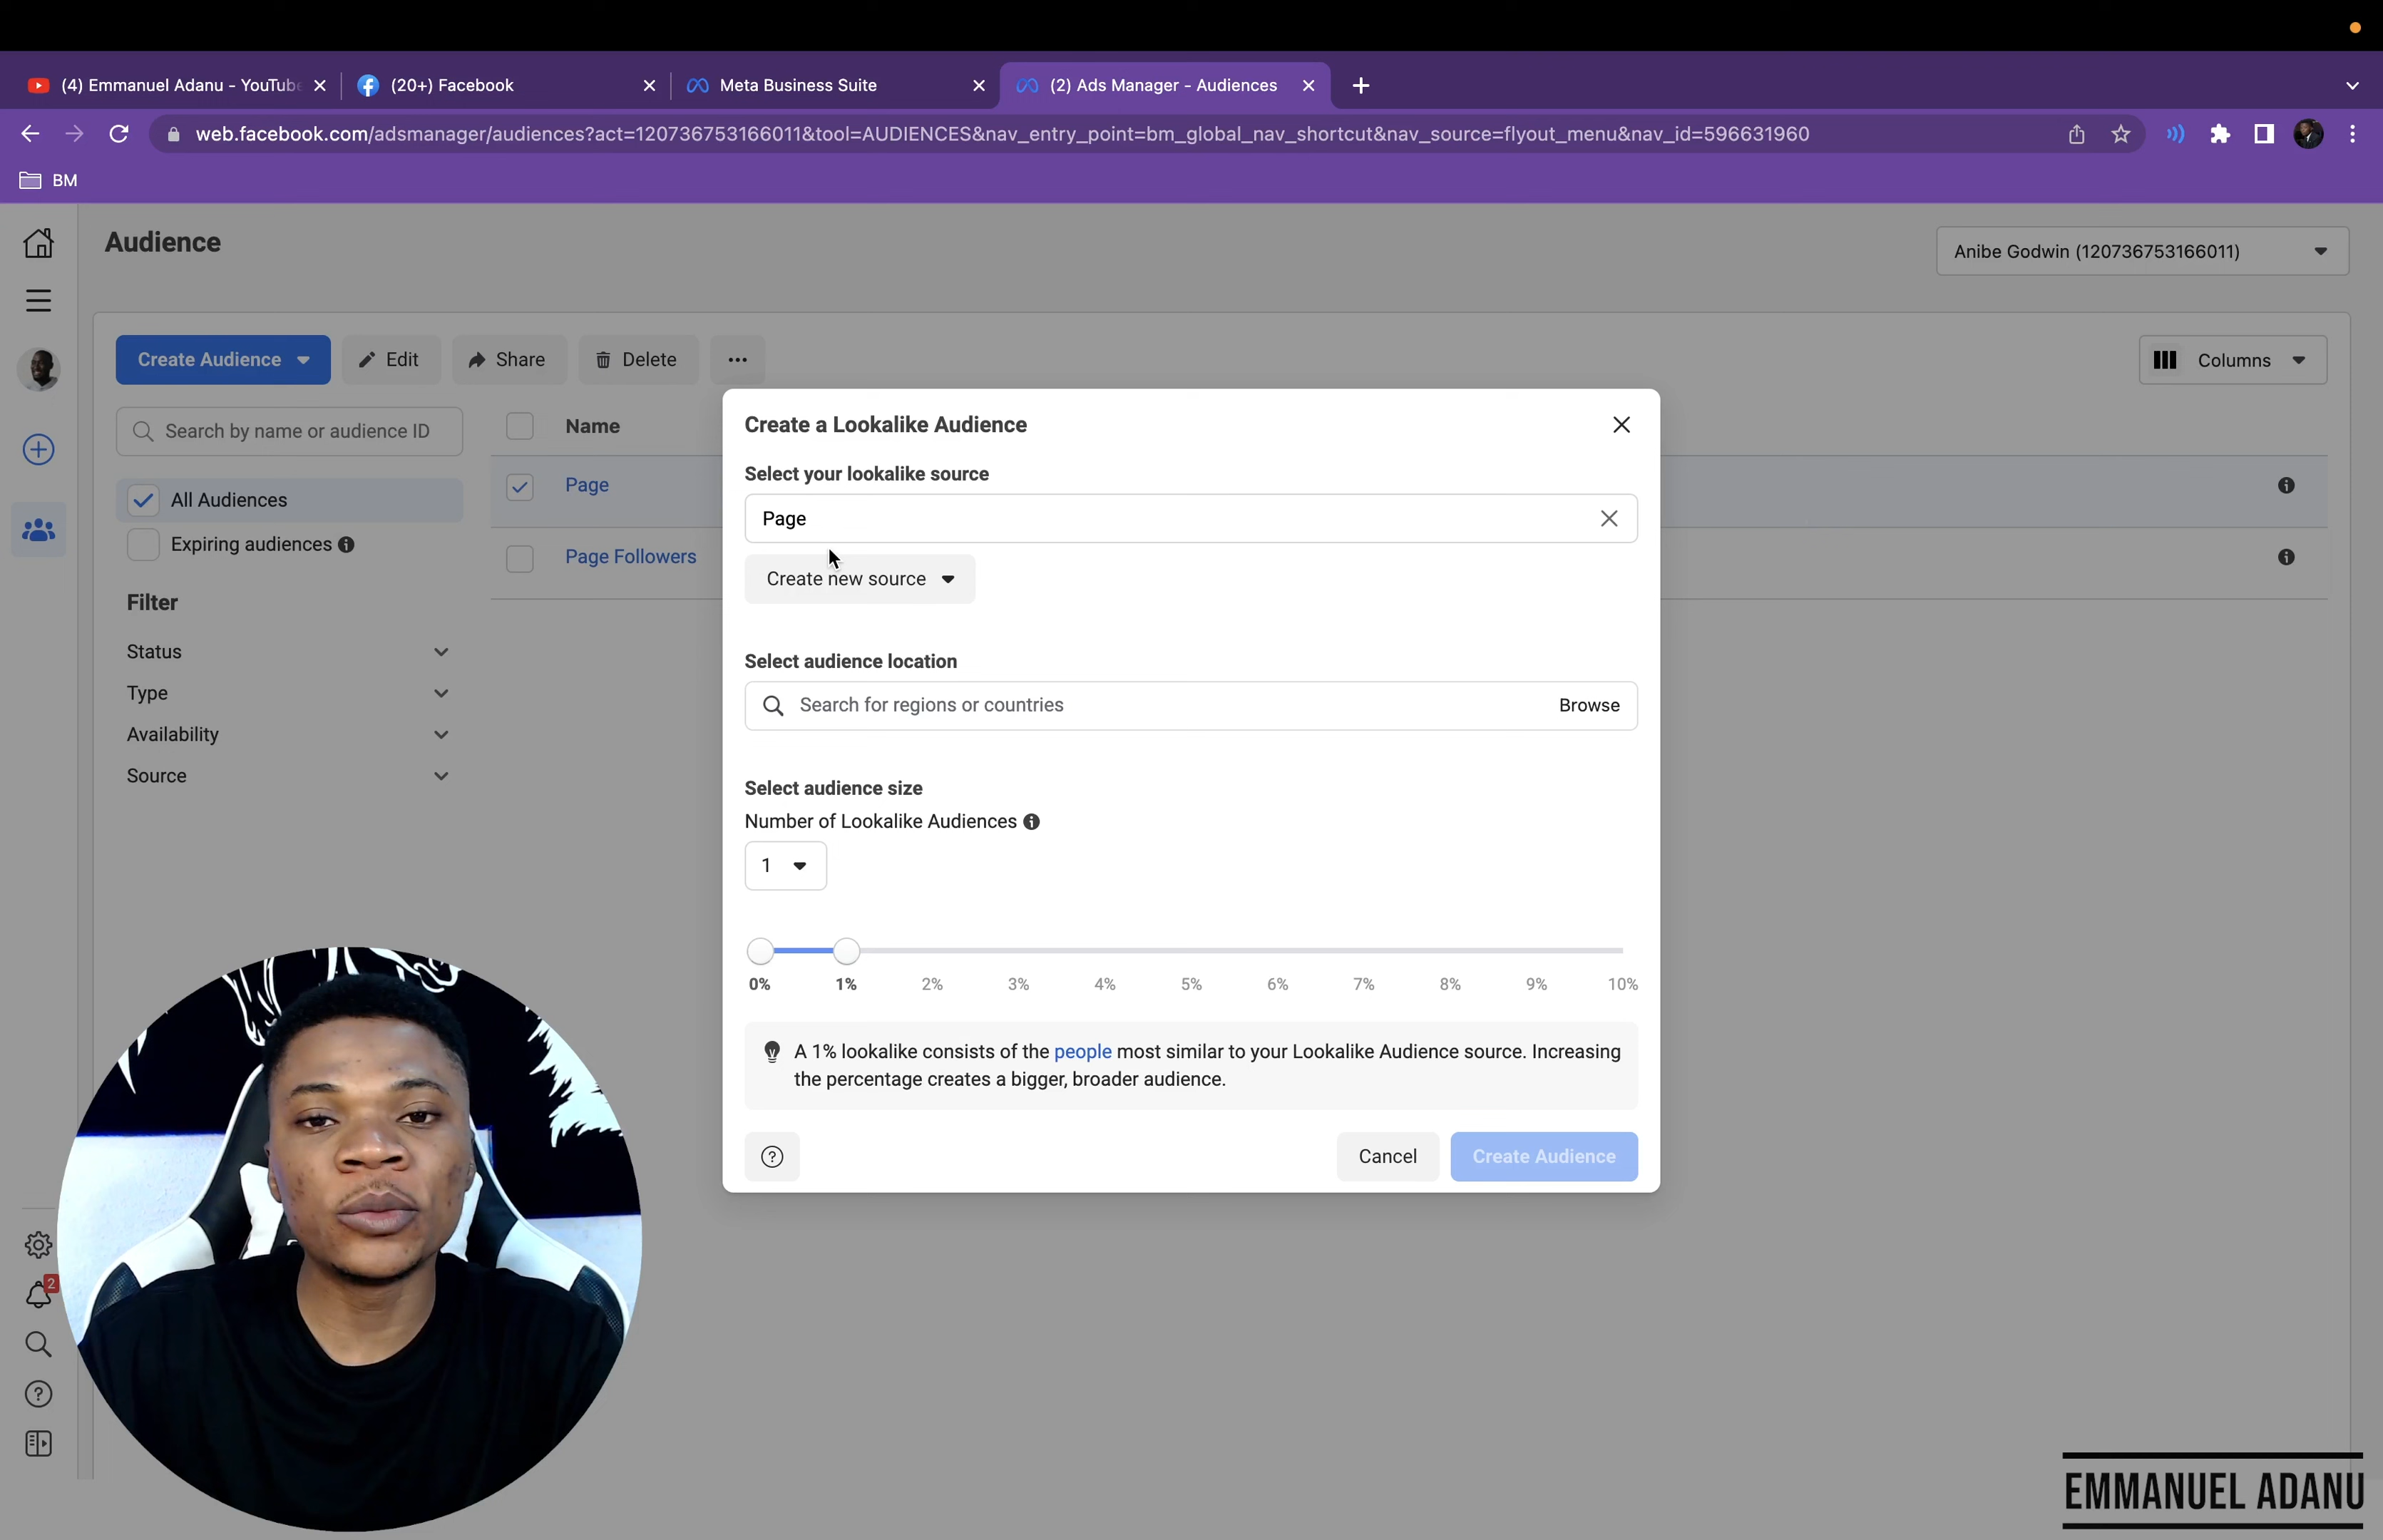 (4) Emmanuel Adanu - YouTube
(20+) Facebook
Meta Business Suite
(2) Ads Manager - Audiences
web.facebook.com/adsmanager/audiences?act=120736753166011&tool=AUDIENCES&nav_entry_point=bm_global_nav_shortcut&nav_source=flyout_menu&nav_id=596631960
BM
Audience
Anibe Godwin (120736753166011)
Create Audience
Edit
Share
Delete
Columns
Search by name or audience ID
All Audiences
Expiring audiences
Filter
Status
Type
Availability
Source
Name
Page
Page Followers
Create a Lookalike Audience
Select your lookalike source
Page
Create new source
Select audience location
Search for regions or countries
Browse
Select audience size
Number of Lookalike Audiences
1
0% 1% 2% 3% 4% 5% 6% 7% 8% 9% 10%
A 1% lookalike consists of the people most similar to your Lookalike Audience source. Increasing
the percentage creates a bigger, broader audience.
Cancel
Create Audience
2
EMMANUEL ADANU